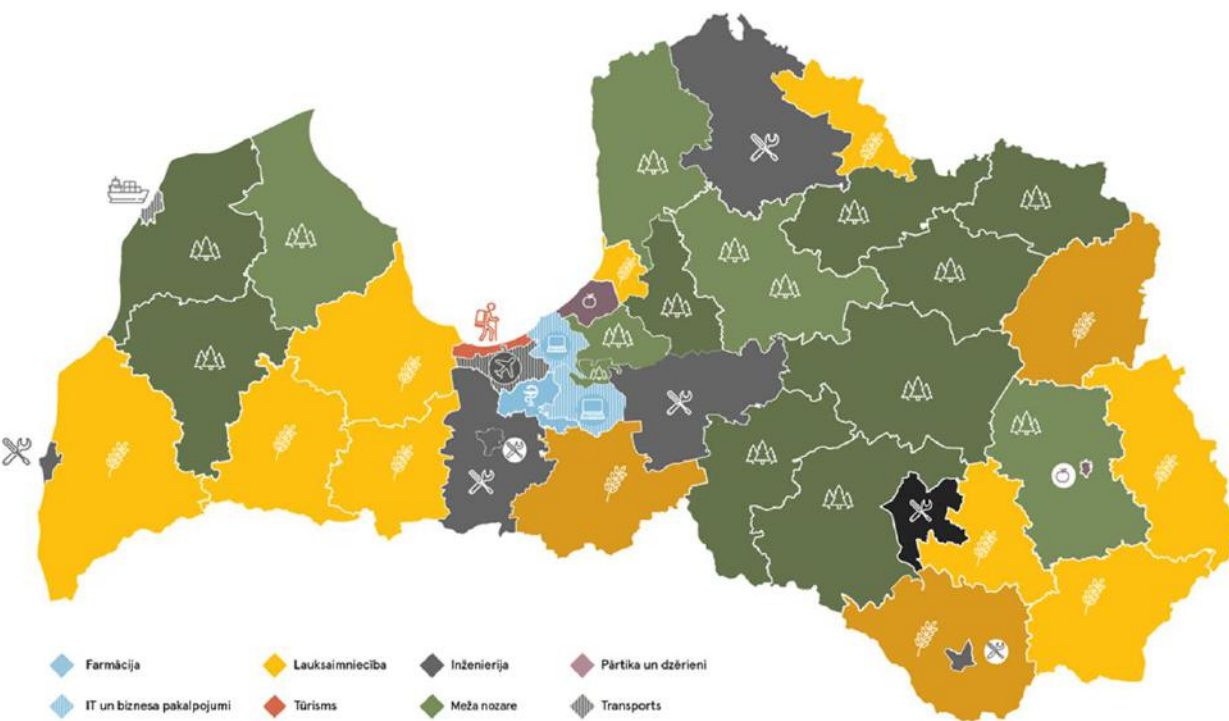 Farmācija
Lauksaimniecība
Inženierija
Pārtika un dzērieni
IT un biznesa pakalpojumi
Tūrisms
Meža nozare
Transports